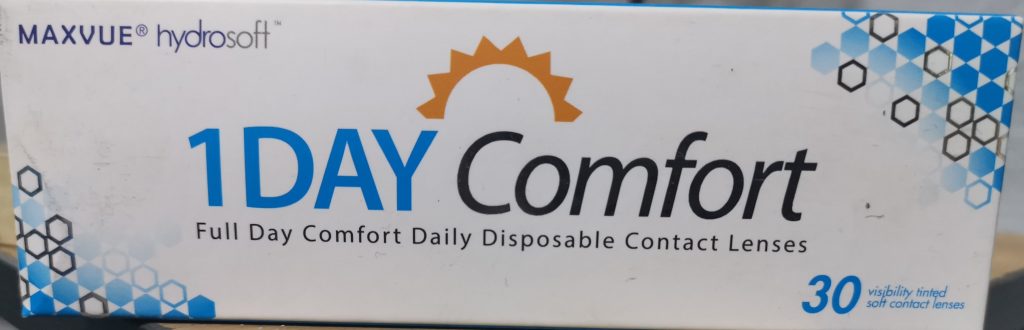 MAXVUE® hydrosoft™
1DAY Comfort
Full Day Comfort Daily Disposable Contact Lenses
30 visibility tinted
soft contact lenses